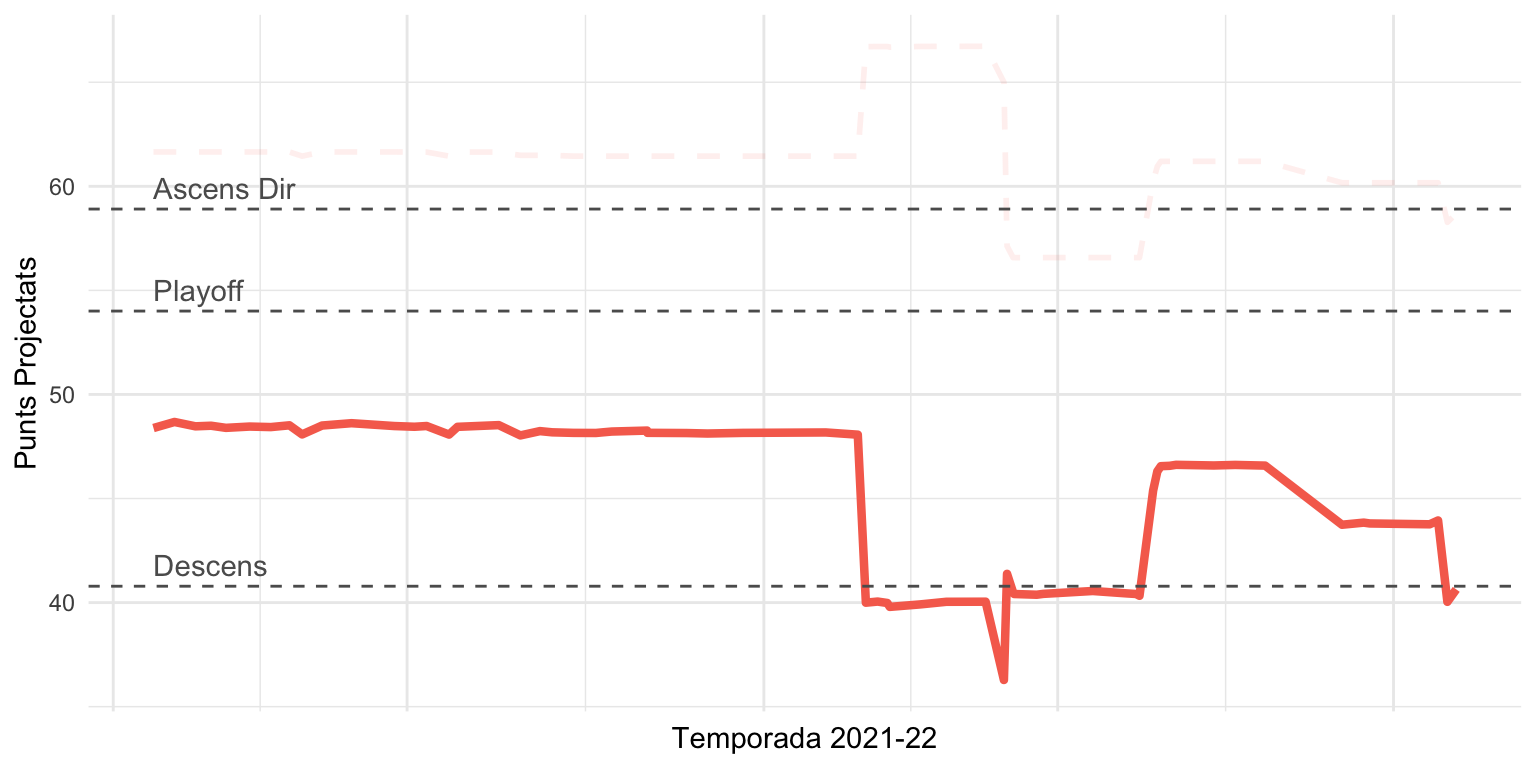 60
Ascens Dir
Playoff
50
Descens
40
Punts Projectats
Temporada 2021-22